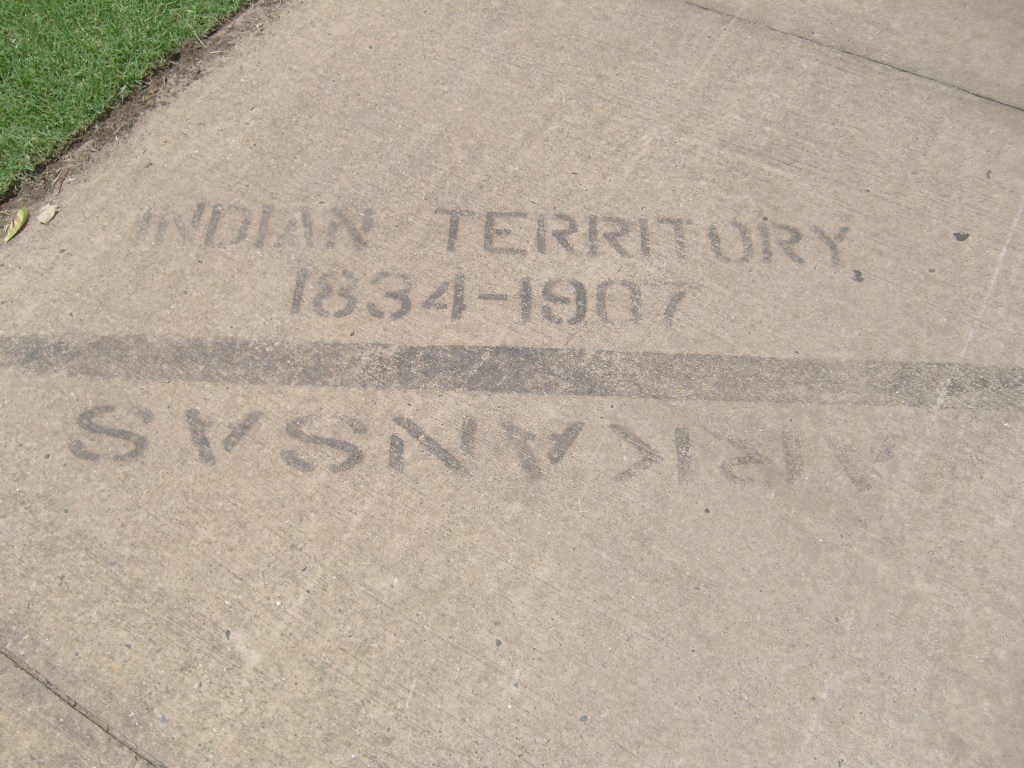 INDIAN TERRITORY
1834-1907
ARKANSAS